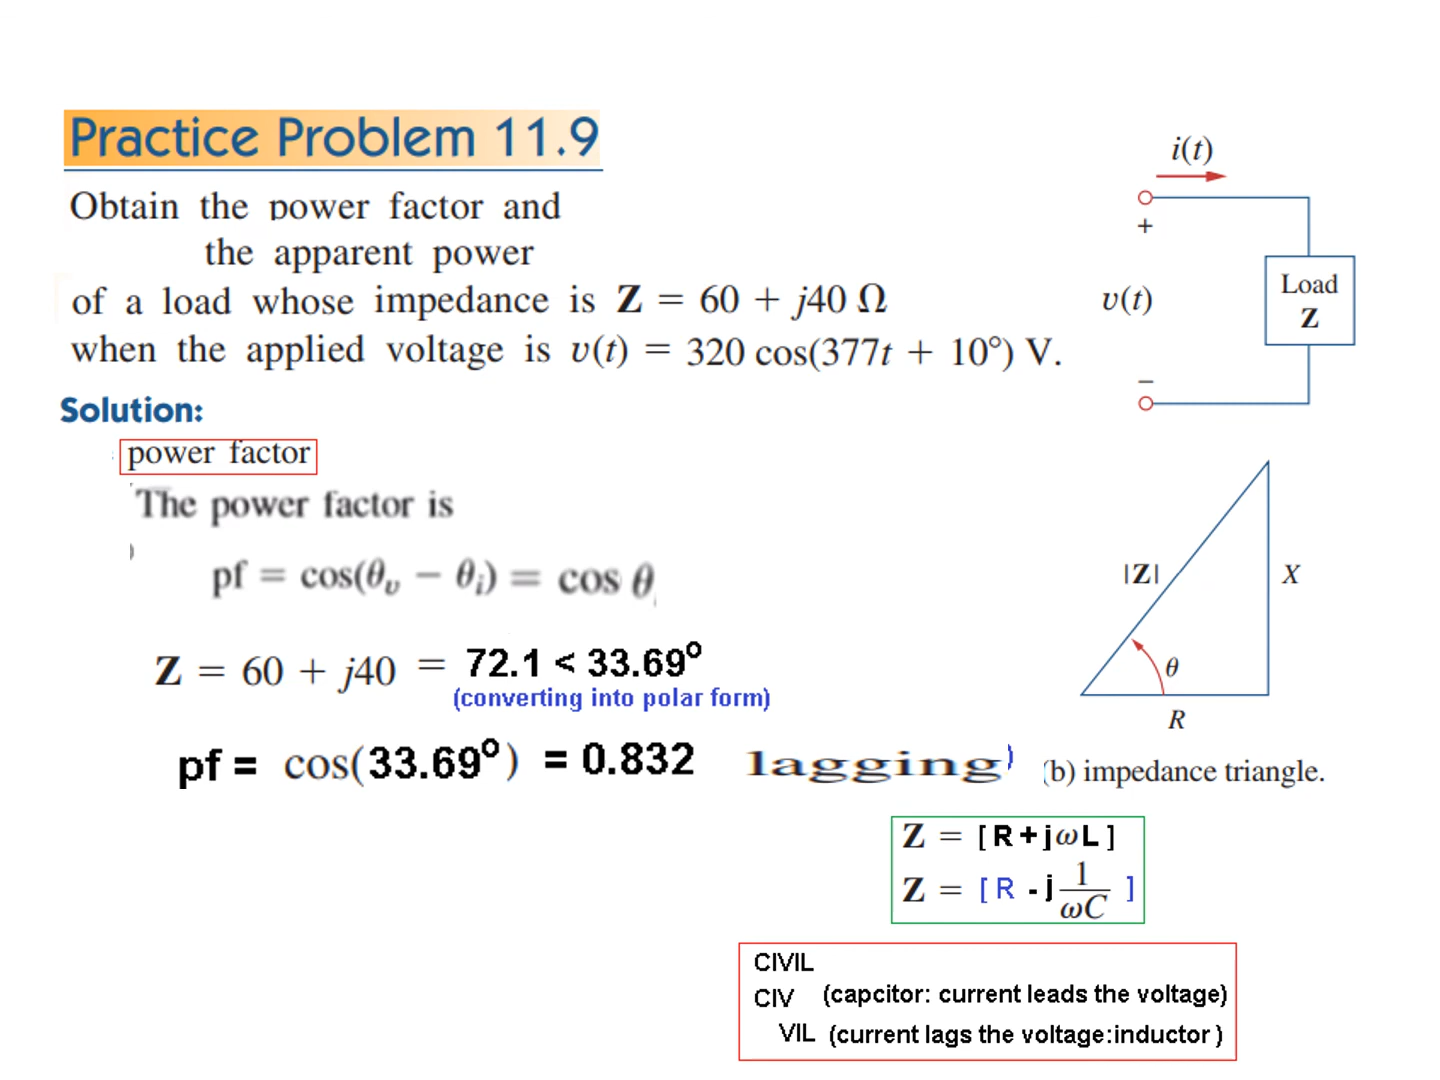 Practice Problem 11.9
Obtain the power factor and
the apparent power
of a load whose impedance is Z = 60 + j40 Ω
when the applied voltage is v(t) = 320 cos(377t + 10°) V.
i(t)
+
v(t)
Load
Z
−
Solution:
power factor
The power factor is
pf = cos(θv − θi) = cos θ
Z = 60 + j40 = 72.1 < 33.69°
(converting into polar form)
pf = cos(33.69°) = 0.832 lagging
|Z|
X
θ
R
(b) impedance triangle.
Z = [ R + jωL ]
Z = [ R - j 1/ωC ]
CIVIL
CIV (capcitor: current leads the voltage)
VIL (current lags the voltage:inductor )